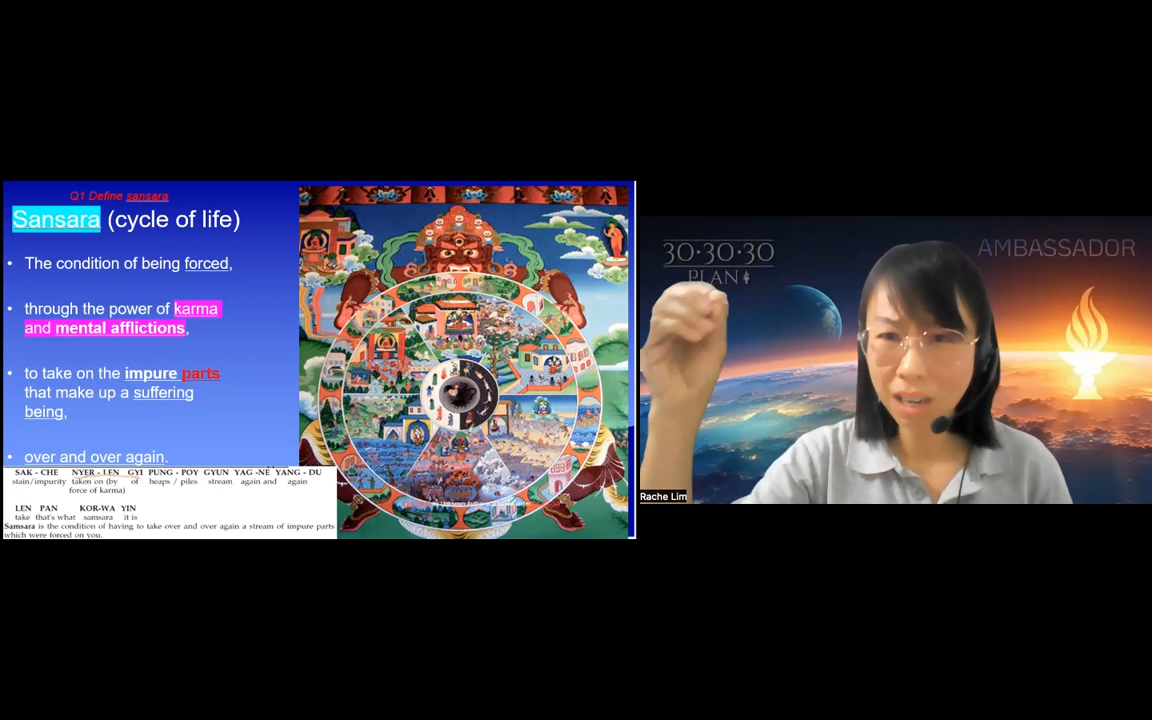 Q1 Define sansara
Sansara (cycle of life)
• The condition of being forced,
• through the power of karma
and mental afflictions,
• to take on the impure parts
that make up a suffering
being,
• over and over again.
SAK - CHE NYER - LEN GYI PUNG - POY GYUN YAG -NÉ YANG - DU
stain/impurity taken on (by of heaps / piles stream again and again
force of karma)
LEN PAN KOR-WA YIN
take that's what samsara it is
Samsara is the condition of having to take over and over again a stream of impure parts
which were forced on you.
30·30·30
PLAN
AMBASSADOR
Rache Lim